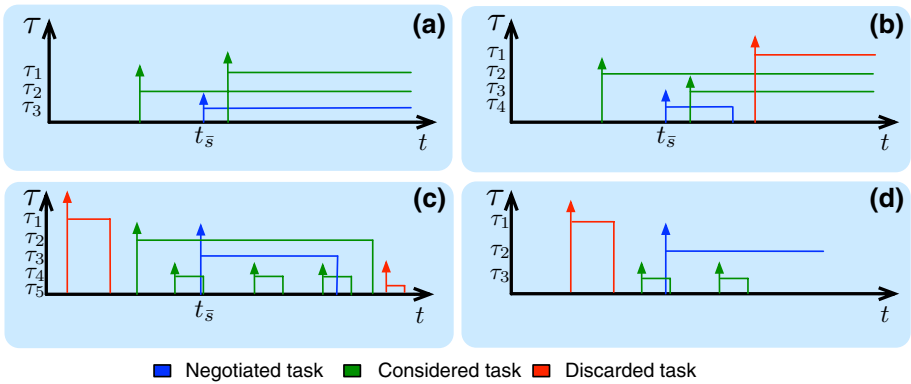 τ (a)
τ₁
τ₂
τ₃
t_s̄ t
τ (b)
τ₁
τ₂
τ₃
τ₄
t_s̄ t
τ (c)
τ₁
τ₂
τ₃
τ₄
τ₅
t_s̄ t
τ (d)
τ₁
τ₂
τ₃
t
Negotiated task Considered task Discarded task